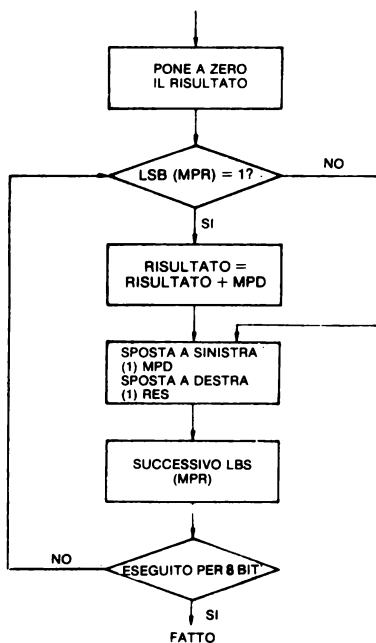 PONE A ZERO
IL RISULTATO
LSB (MPR) = 1?
NO
SI
RISULTATO =
RISULTATO + MPD
SPOSTA A SINISTRA
(1) MPD
SPOSTA A DESTRA
(1) RES
SUCCESSIVO LBS
(MPR)
NO
ESEGUITO PER 8 BIT
SI
FATTO